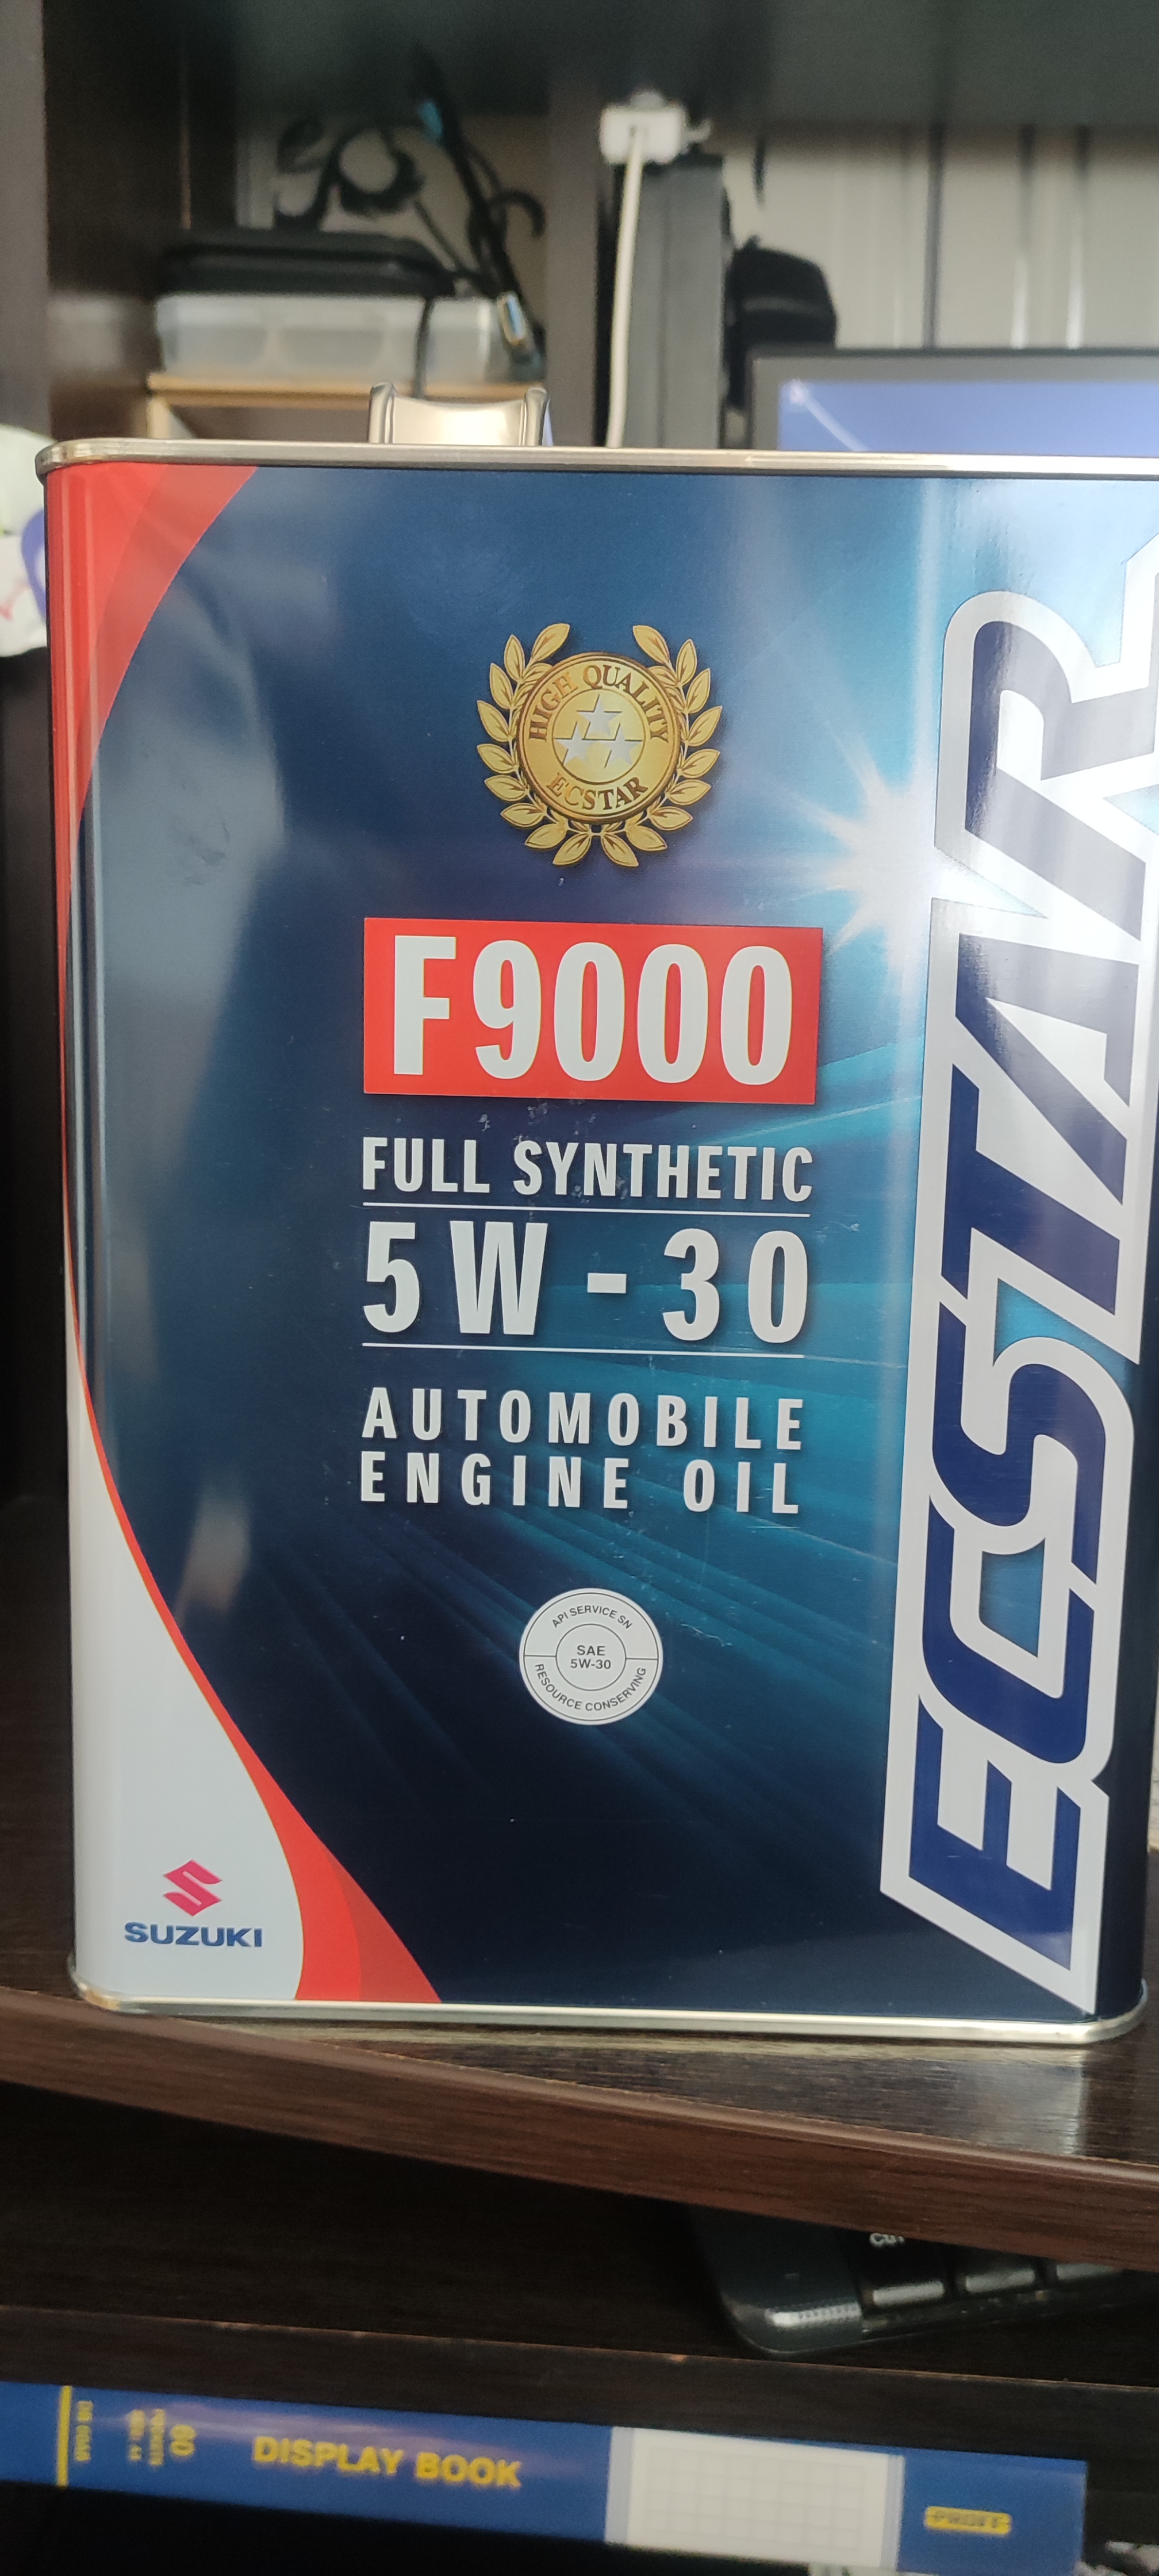 HIGH QUALITY
ECSTAR
F9000
FULL SYNTHETIC
5W-30
AUTOMOBILE
ENGINE OIL
API SERVICE SN
SAE
5W-30
RESOURCE CONSERVING
SUZUKI
ECSTAR
DISPLAY BOOK
60